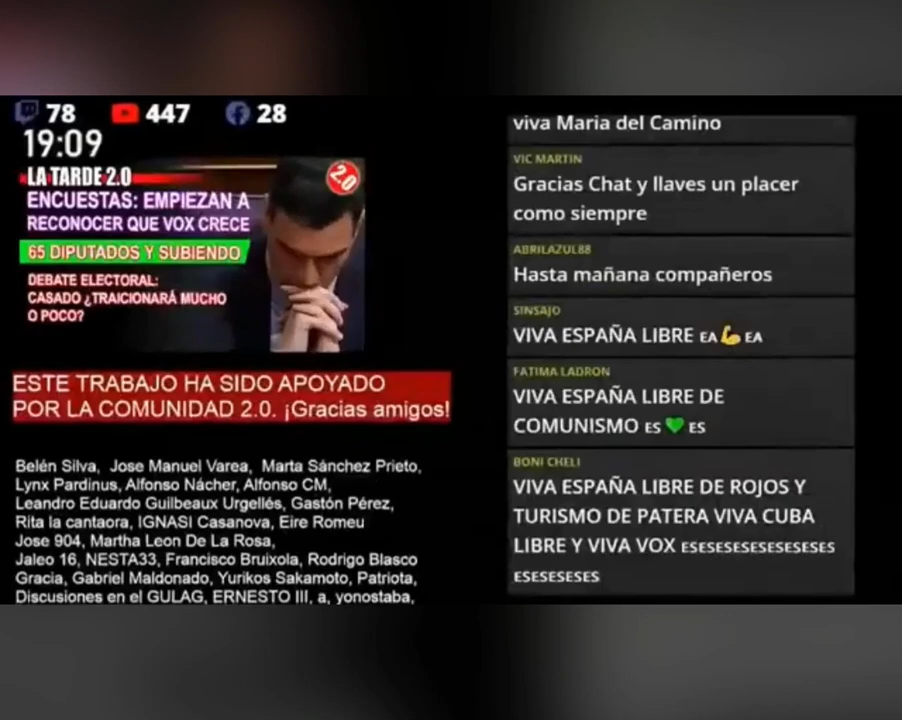 78 447 28
19:09
LA TARDE 2.0
2.0
ENCUESTAS: EMPIEZAN A
RECONOCER QUE VOX CRECE
65 DIPUTADOS Y SUBIENDO
DEBATE ELECTORAL:
CASADO ¿TRAICIONARÁ MUCHO
O POCO?
ESTE TRABAJO HA SIDO APOYADO
POR LA COMUNIDAD 2.0. ¡Gracias amigos!
Belén Silva, Jose Manuel Varea, Marta Sánchez Prieto,
Lynx Pardinus, Alfonso Nácher, Alfonso CM,
Leandro Eduardo Guilbeaux Urgellés, Gastón Pérez,
Rita la cantaora, IGNASI Casanova, Eire Romeu
Jose 904, Martha Leon De La Rosa,
Jaleo 16, NESTA33, Francisco Bruixola, Rodrigo Blasco
Gracia, Gabriel Maldonado, Yurikos Sakamoto, Patriota,
Discusiones en el GULAG, ERNESTO III, a, yonostaba,
viva Maria del Camino
VIC MARTIN
Gracias Chat y llaves un placer
como siempre
ABRILAZUL88
Hasta mañana compañeros
SINSAJO
VIVA ESPAÑA LIBRE EA💪EA
FATIMA LADRON
VIVA ESPAÑA LIBRE DE
COMUNISMO ES💚ES
BONI CHELI
VIVA ESPAÑA LIBRE DE ROJOS Y
TURISMO DE PATERA VIVA CUBA
LIBRE Y VIVA VOX ESESESESESESESES
ESESESES